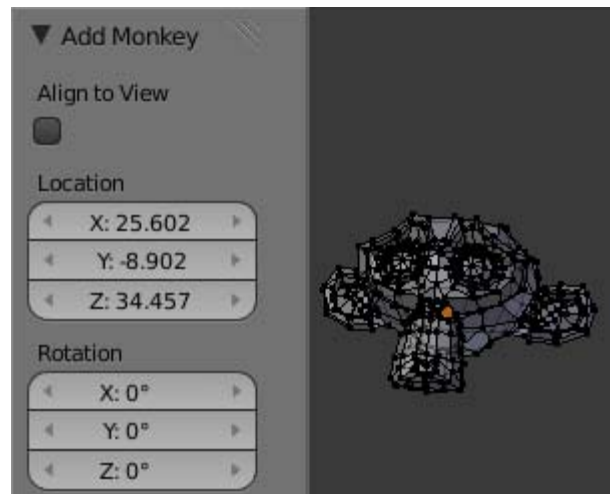 Add Monkey
Align to View
Location
X: 25.602
Y: -8.902
Z: 34.457
Rotation
X: 0°
Y: 0°
Z: 0°